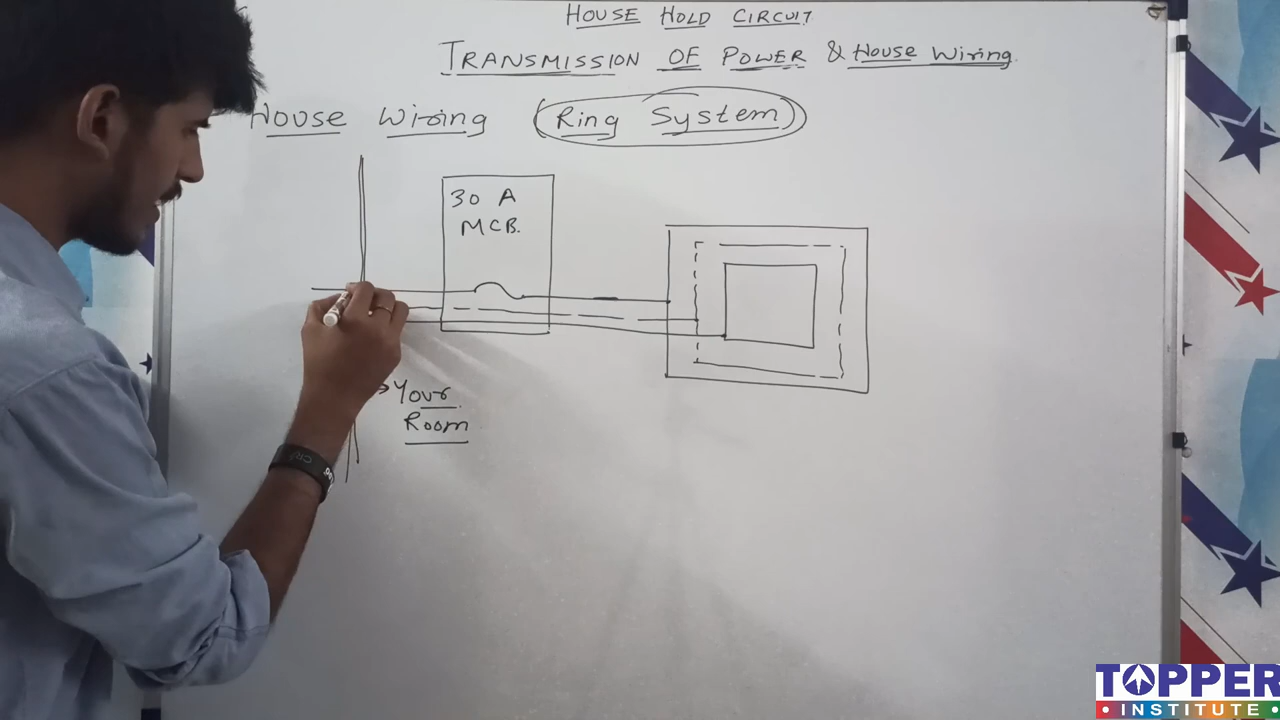 HOUSE HOLD CIRCUIT
TRANSMISSION OF POWER & HOUSE WIRING
HOUSE WIRING (RING SYSTEM)
30 A
MCB.
YOUR
ROOM
TOPPER
INSTITUTE